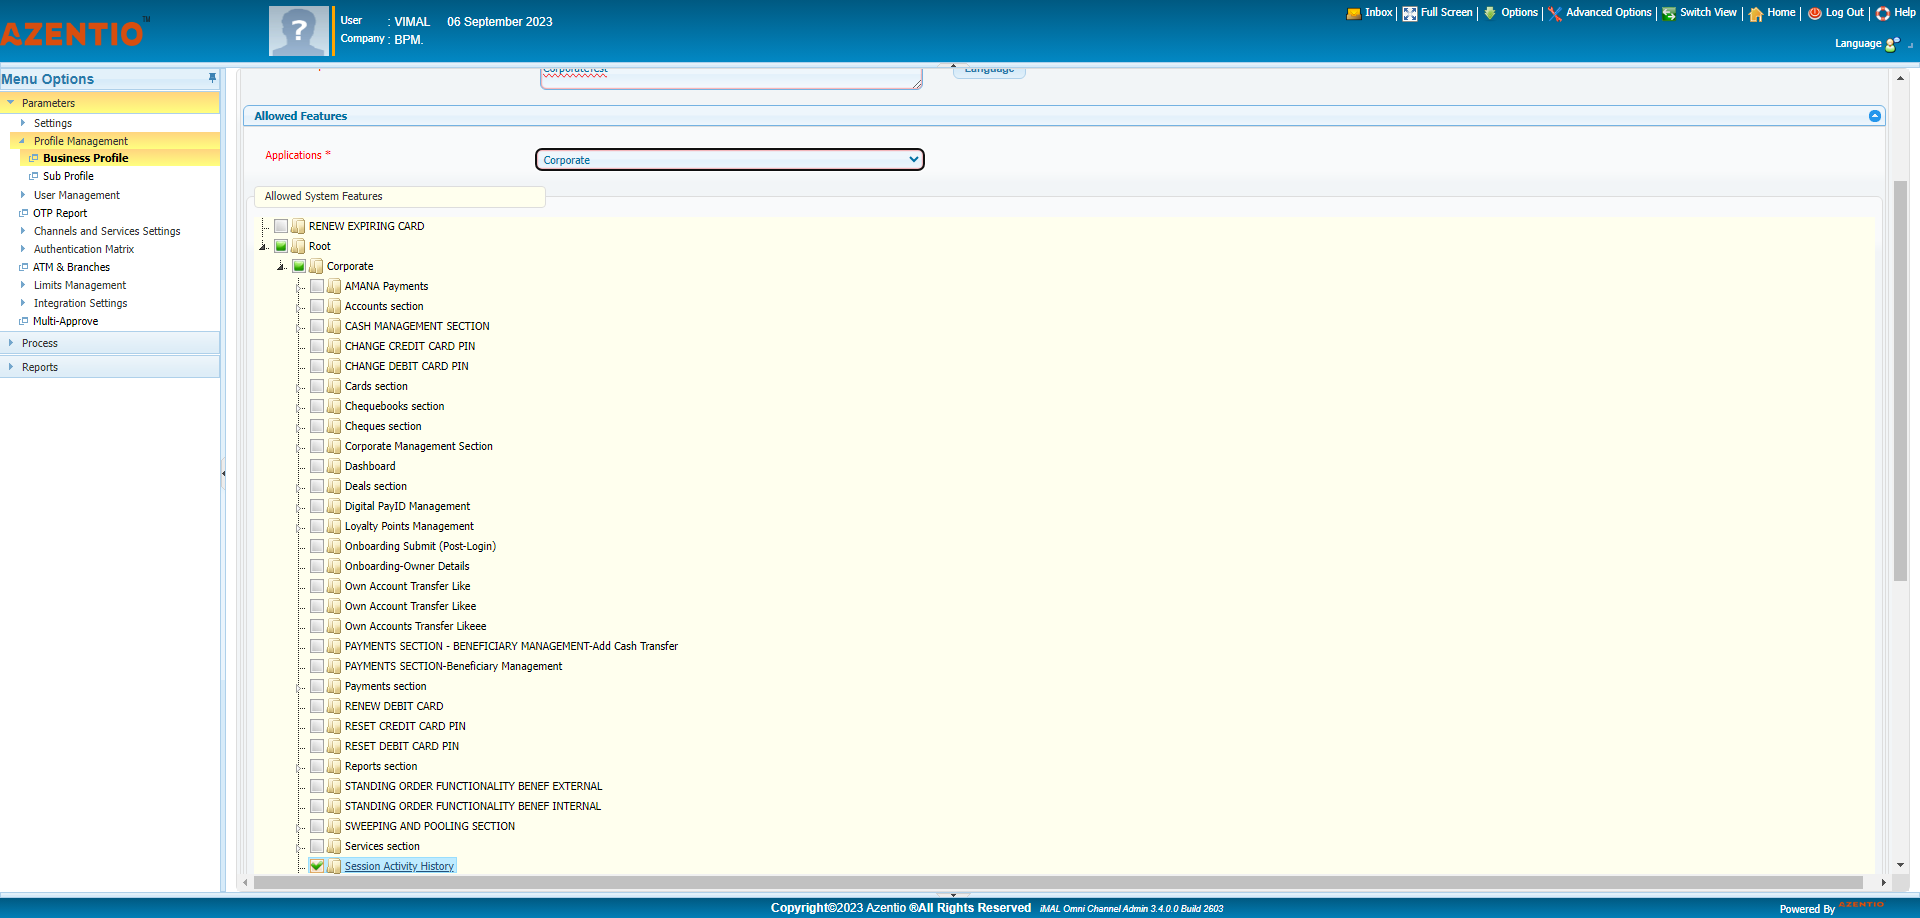 AZENTIO™
User : VIMAL 06 September 2023
Company : BPM.
Inbox | Full Screen | Options | Advanced Options | Switch View | Home | Log Out | Help
Language
Menu Options
Parameters
Settings
Profile Management
Business Profile
Sub Profile
User Management
OTP Report
Channels and Services Settings
Authentication Matrix
ATM & Branches
Limits Management
Integration Settings
Multi-Approve
Process
Reports
CorporateTest
Language
Allowed Features
Applications *
Corporate
Allowed System Features
RENEW EXPIRING CARD
Root
Corporate
AMANA Payments
Accounts section
CASH MANAGEMENT SECTION
CHANGE CREDIT CARD PIN
CHANGE DEBIT CARD PIN
Cards section
Chequebooks section
Cheques section
Corporate Management Section
Dashboard
Deals section
Digital PayID Management
Loyalty Points Management
Onboarding Submit (Post-Login)
Onboarding-Owner Details
Own Account Transfer Like
Own Account Transfer Likee
Own Accounts Transfer Likeee
PAYMENTS SECTION - BENEFICIARY MANAGEMENT-Add Cash Transfer
PAYMENTS SECTION-Beneficiary Management
Payments section
RENEW DEBIT CARD
RESET CREDIT CARD PIN
RESET DEBIT CARD PIN
Reports section
STANDING ORDER FUNCTIONALITY BENEF EXTERNAL
STANDING ORDER FUNCTIONALITY BENEF INTERNAL
SWEEPING AND POOLING SECTION
Services section
Session Activity History
Copyright©2023 Azentio ®All Rights Reserved iMAL Omni Channel Admin 3.4.0.0 Build 2603
Powered By AZENTIO